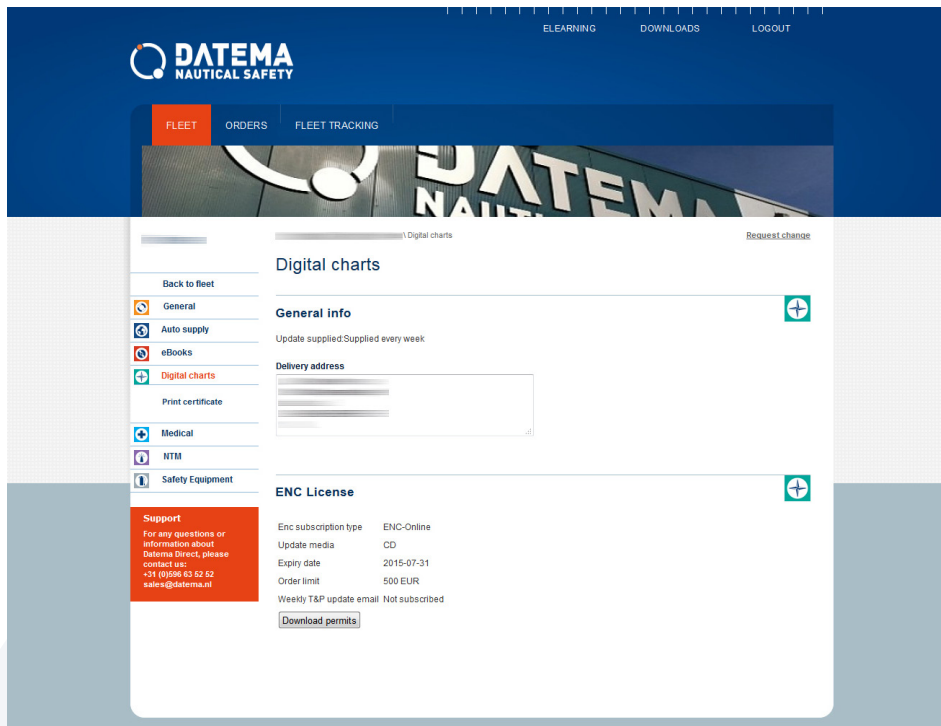 ELEARNING DOWNLOADS LOGOUT
DATEMA
NAUTICAL SAFETY
FLEET ORDERS FLEET TRACKING
DATEMA
\ Digital charts
Request change
Digital charts
Back to fleet
General
Auto supply
eBooks
Digital charts
Print certificate
Medical
NTM
Safety Equipment
Support
For any questions or
information about
Datema Direct, please
contact us:
+31 (0)596 63 52 52
sales@datema.nl
General info
Update supplied:Supplied every week
Delivery address
ENC License
Enc subscription type ENC-Online
Update media CD
Expiry date 2015-07-31
Order limit 500 EUR
Weekly T&P update email Not subscribed
Download permits